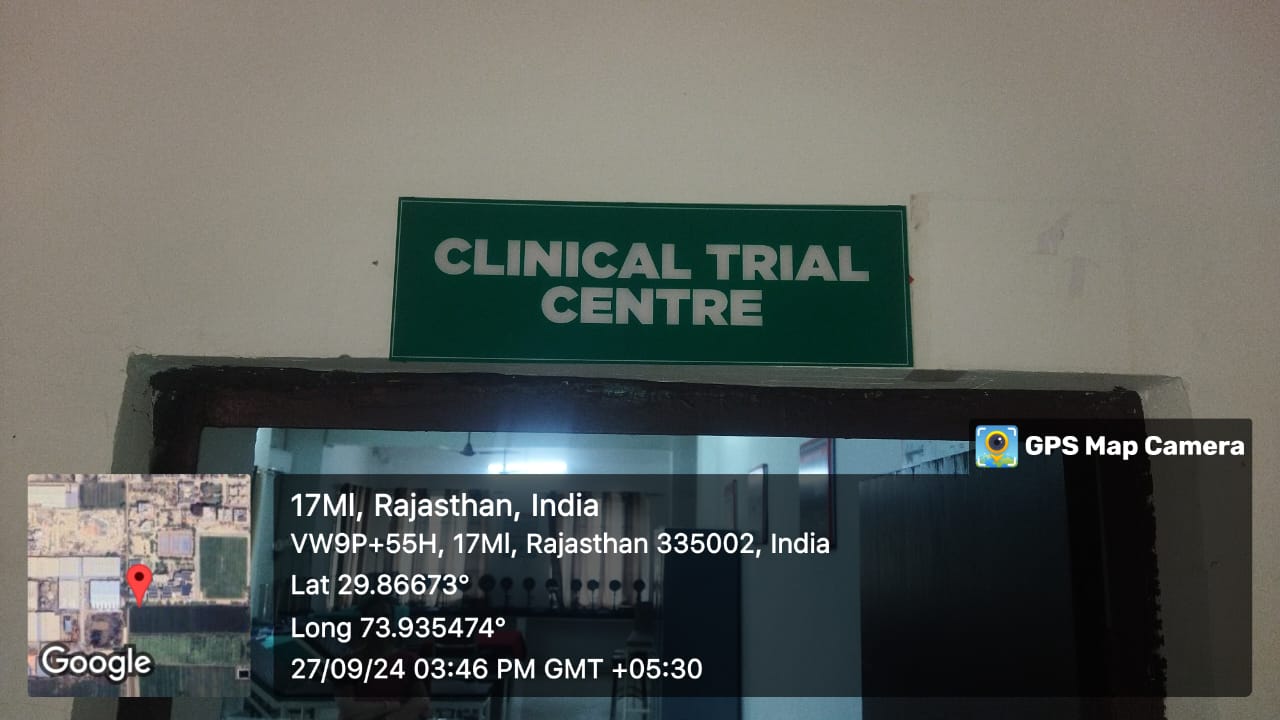 CLINICAL TRIAL
CENTRE
GPS Map Camera
17Ml, Rajasthan, India
VW9P+55H, 17Ml, Rajasthan 335002, India
Lat 29.86673°
Long 73.935474°
27/09/24 03:46 PM GMT +05:30
Google